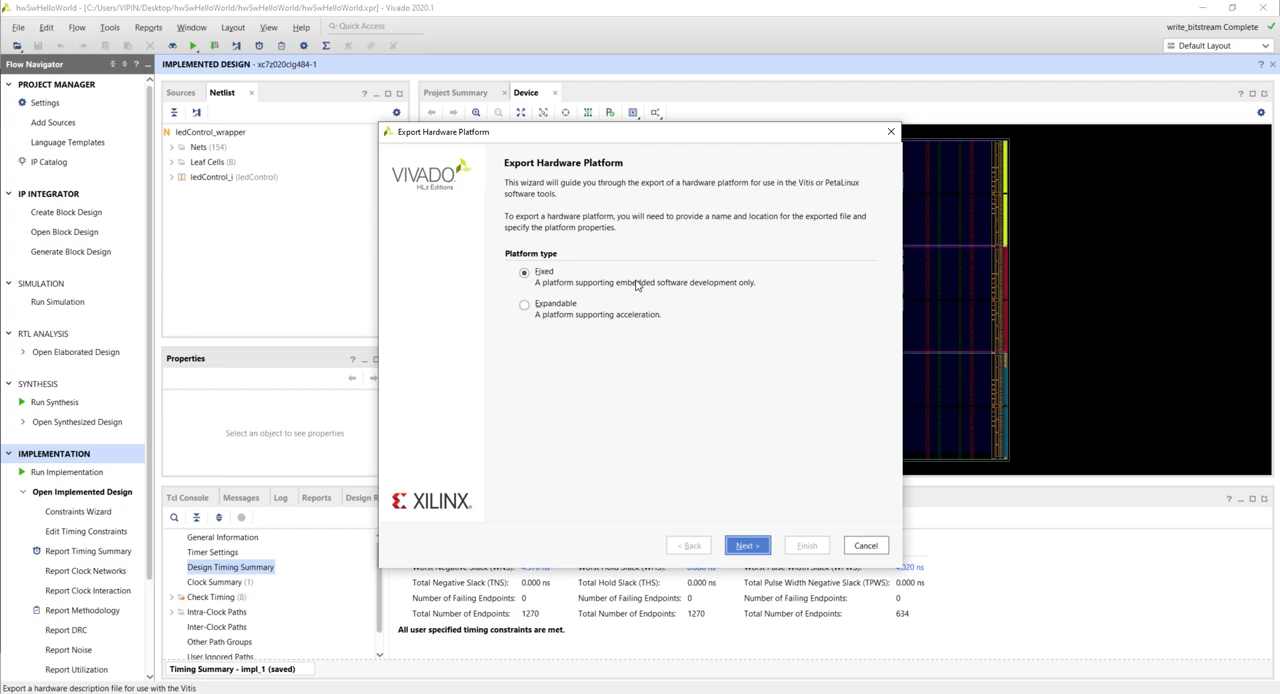 hwSwHelloWorld - [C:/Users/VIPIN/Desktop/hwSwHelloWorld/hwSwHelloWorld/hwSwHelloWorld.xpr] - Vivado 2020.1
File Edit Flow Tools Reports Window Layout View Help Quick Access
write_bitstream Complete
Default Layout
Flow Navigator
PROJECT MANAGER
Settings
Add Sources
Language Templates
IP Catalog
IP INTEGRATOR
Create Block Design
Open Block Design
Generate Block Design
SIMULATION
Run Simulation
RTL ANALYSIS
Open Elaborated Design
SYNTHESIS
Run Synthesis
Open Synthesized Design
IMPLEMENTATION
Run Implementation
Open Implemented Design
Constraints Wizard
Edit Timing Constraints
Report Timing Summary
Report Clock Networks
Report Clock Interaction
Report Methodology
Report DRC
Report Noise
Report Utilization
IMPLEMENTED DESIGN - xc7z020clg484-1
Sources Netlist
ledControl_wrapper
Nets (154)
Leaf Cells (8)
ledControl_i (ledControl)
Properties
Select an object to see properties
Project Summary Device
Export Hardware Platform
VIVADO
HLx Editions
Export Hardware Platform
This wizard will guide you through the export of a hardware platform for use in the Vitis or PetaLinux
software tools.
To export a hardware platform, you will need to provide a name and location for the exported file and
specify the platform properties.
Platform type
Fixed
A platform supporting embedded software development only.
Expandable
A platform supporting acceleration.
XILINX
< Back Next > Finish Cancel
Tcl Console Messages Log Reports Design R
General Information
Timer Settings
Design Timing Summary
Clock Summary (1)
Check Timing (8)
Intra-Clock Paths
Inter-Clock Paths
Other Path Groups
User Ignored Paths
Total Negative Slack (TNS): 0.000 ns Total Hold Slack (THS): 0.000 ns Total Pulse Width Negative Slack (TPWS): 0.000 ns
Number of Failing Endpoints: 0 Number of Failing Endpoints: 0 Number of Failing Endpoints: 0
Total Number of Endpoints: 1270 Total Number of Endpoints: 1270 Total Number of Endpoints: 634
All user specified timing constraints are met.
Timing Summary - impl_1 (saved)
Export a hardware description file for use with the Vitis